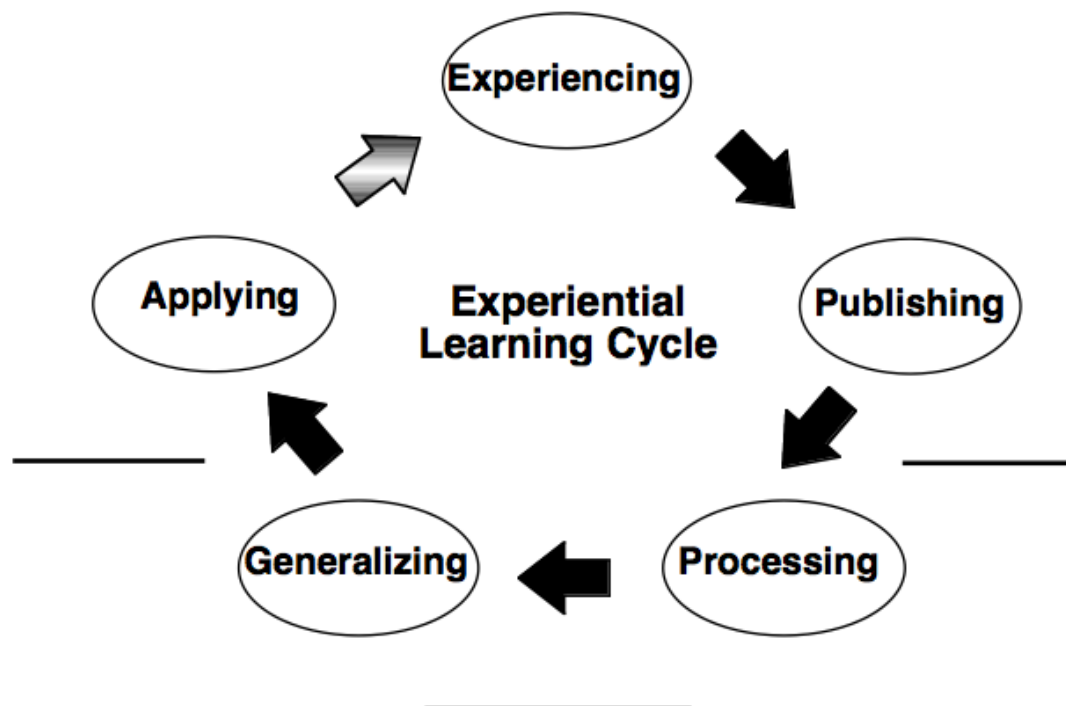 Experiencing
Applying
Experiential
Learning Cycle
Publishing
Generalizing
Processing